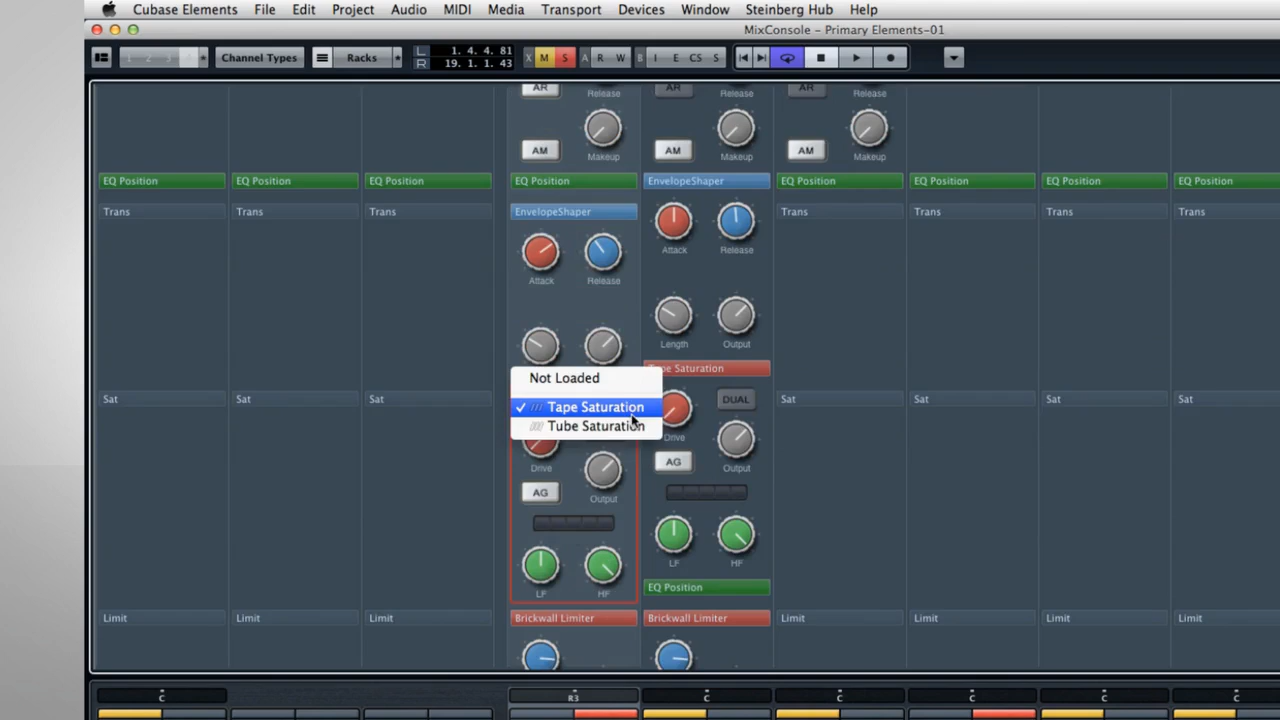 Cubase Elements File Edit Project Audio MIDI Media Transport Devices Window Steinberg Hub Help
MixConsole – Primary Elements-01
Channel Types Racks L 1. 4. 4. 81 X M S A R W B I E CS S
R 19. 1. 1. 43
AR Release AR Release AR Release
AM Makeup AM Makeup AM Makeup
EQ Position EQ Position EQ Position EQ Position EnvelopeShaper EQ Position EQ Position EQ Position EQ Position
Trans Trans Trans EnvelopeShaper Trans Trans Trans Trans
Attack Release
Attack Release
Length Output
Not Loaded Tape Saturation
Sat Sat Sat DUAL Sat Sat Sat Sat
✓ /// Tape Saturation
/// Tube Saturation
Drive
AG Output
Drive
AG Output
LF HF
EQ Position
LF HF
Limit Limit Limit Brickwall Limiter Brickwall Limiter Limit Limit Limit Limit
C R3 C C C C C